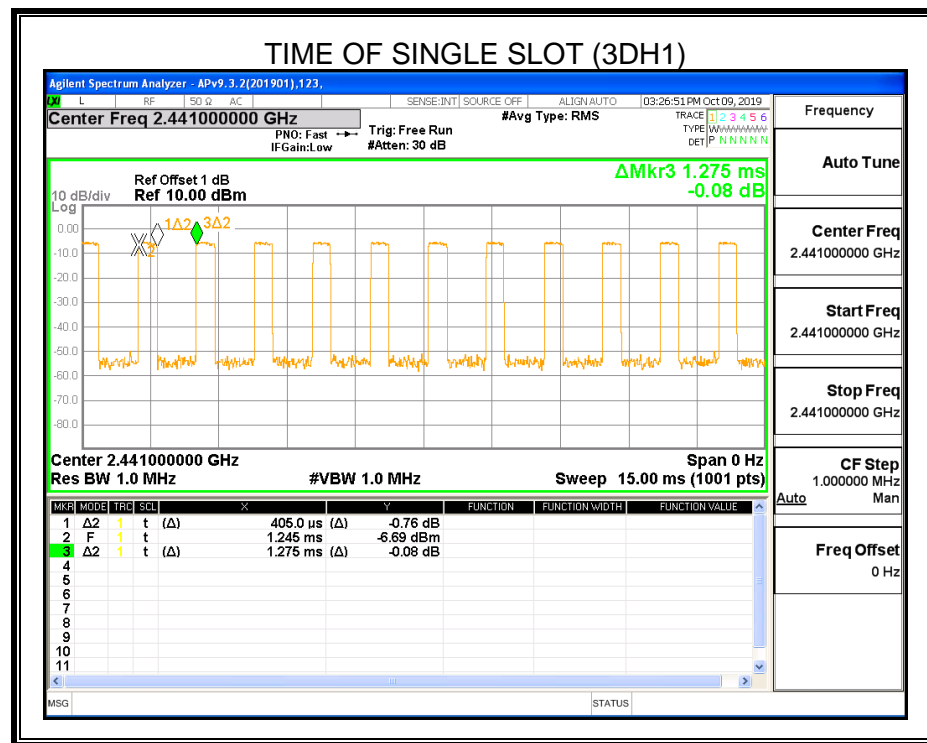 TIME OF SINGLE SLOT (3DH1)
Agilent Spectrum Analyzer - APv9.3.2(201901),123,
LXI L RF 50 Ω AC SENSE:INT SOURCE OFF ALIGN AUTO 03:26:51 PM Oct 09, 2019
Center Freq 2.441000000 GHz
#Avg Type: RMS
TRACE 1 2 3 4 5 6
PNO: Fast
Trig: Free Run
TYPE W
IFGain:Low
#Atten: 30 dB
DET P N N N N N
Frequency
Auto Tune
ΔMkr3 1.275 ms
-0.08 dB
Ref Offset 1 dB
10 dB/div Ref 10.00 dBm
Log
0.00
-10.0
-20.0
-30.0
-40.0
-50.0
-60.0
-70.0
-80.0
1Δ2 3Δ2
2
Center Freq
2.441000000 GHz
Start Freq
2.441000000 GHz
Stop Freq
2.441000000 GHz
Center 2.441000000 GHz Span 0 Hz
Res BW 1.0 MHz #VBW 1.0 MHz Sweep 15.00 ms (1001 pts)
CF Step
1.000000 MHz
Auto Man
MKR MODE TRC SCL X Y FUNCTION FUNCTION WIDTH FUNCTION VALUE
1 Δ2 1 t (Δ) 405.0 µs (Δ) -0.76 dB
2 F 1 t 1.245 ms -6.69 dBm
3 Δ2 1 t (Δ) 1.275 ms (Δ) -0.08 dB
4
5
6
7
8
9
10
11
Freq Offset
0 Hz
MSG STATUS